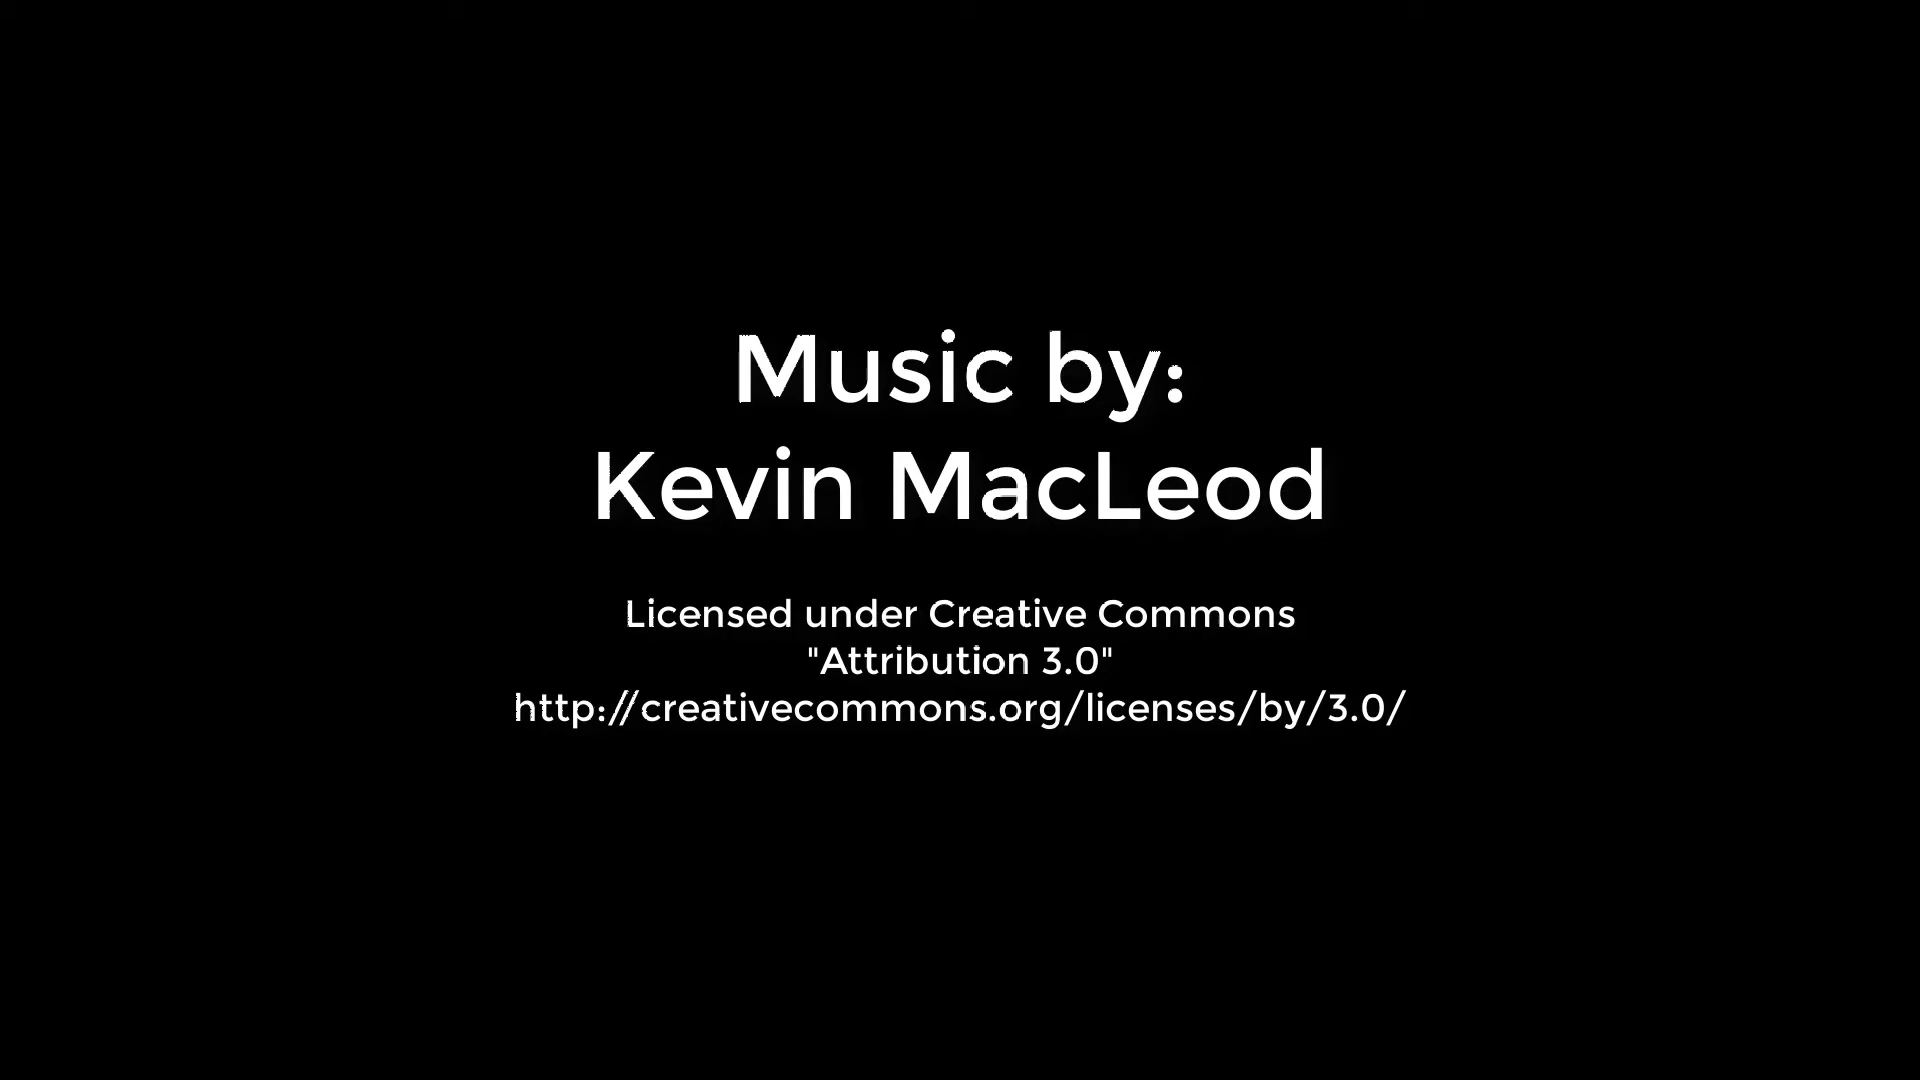 Music by:
Kevin MacLeod
Licensed under Creative Commons
"Attribution 3.0"
http://creativecommons.org/licenses/by/3.0/